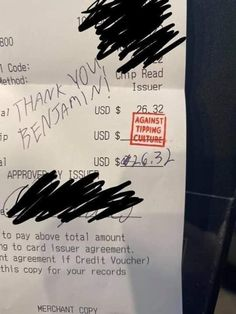 800
l Code:
Method:
Chip Read
Issuer
THANK YOU,
BENJAMIN!
al USD $ 26.32
ip USD $
AGAINST
TIPPING
CULTURE
al USD $ $26.32
APPROVED BY ISSUER
to pay above total amount
ng to card issuer agreement.
nt agreement if Credit Voucher)
this copy for your records
MERCHANT COPY